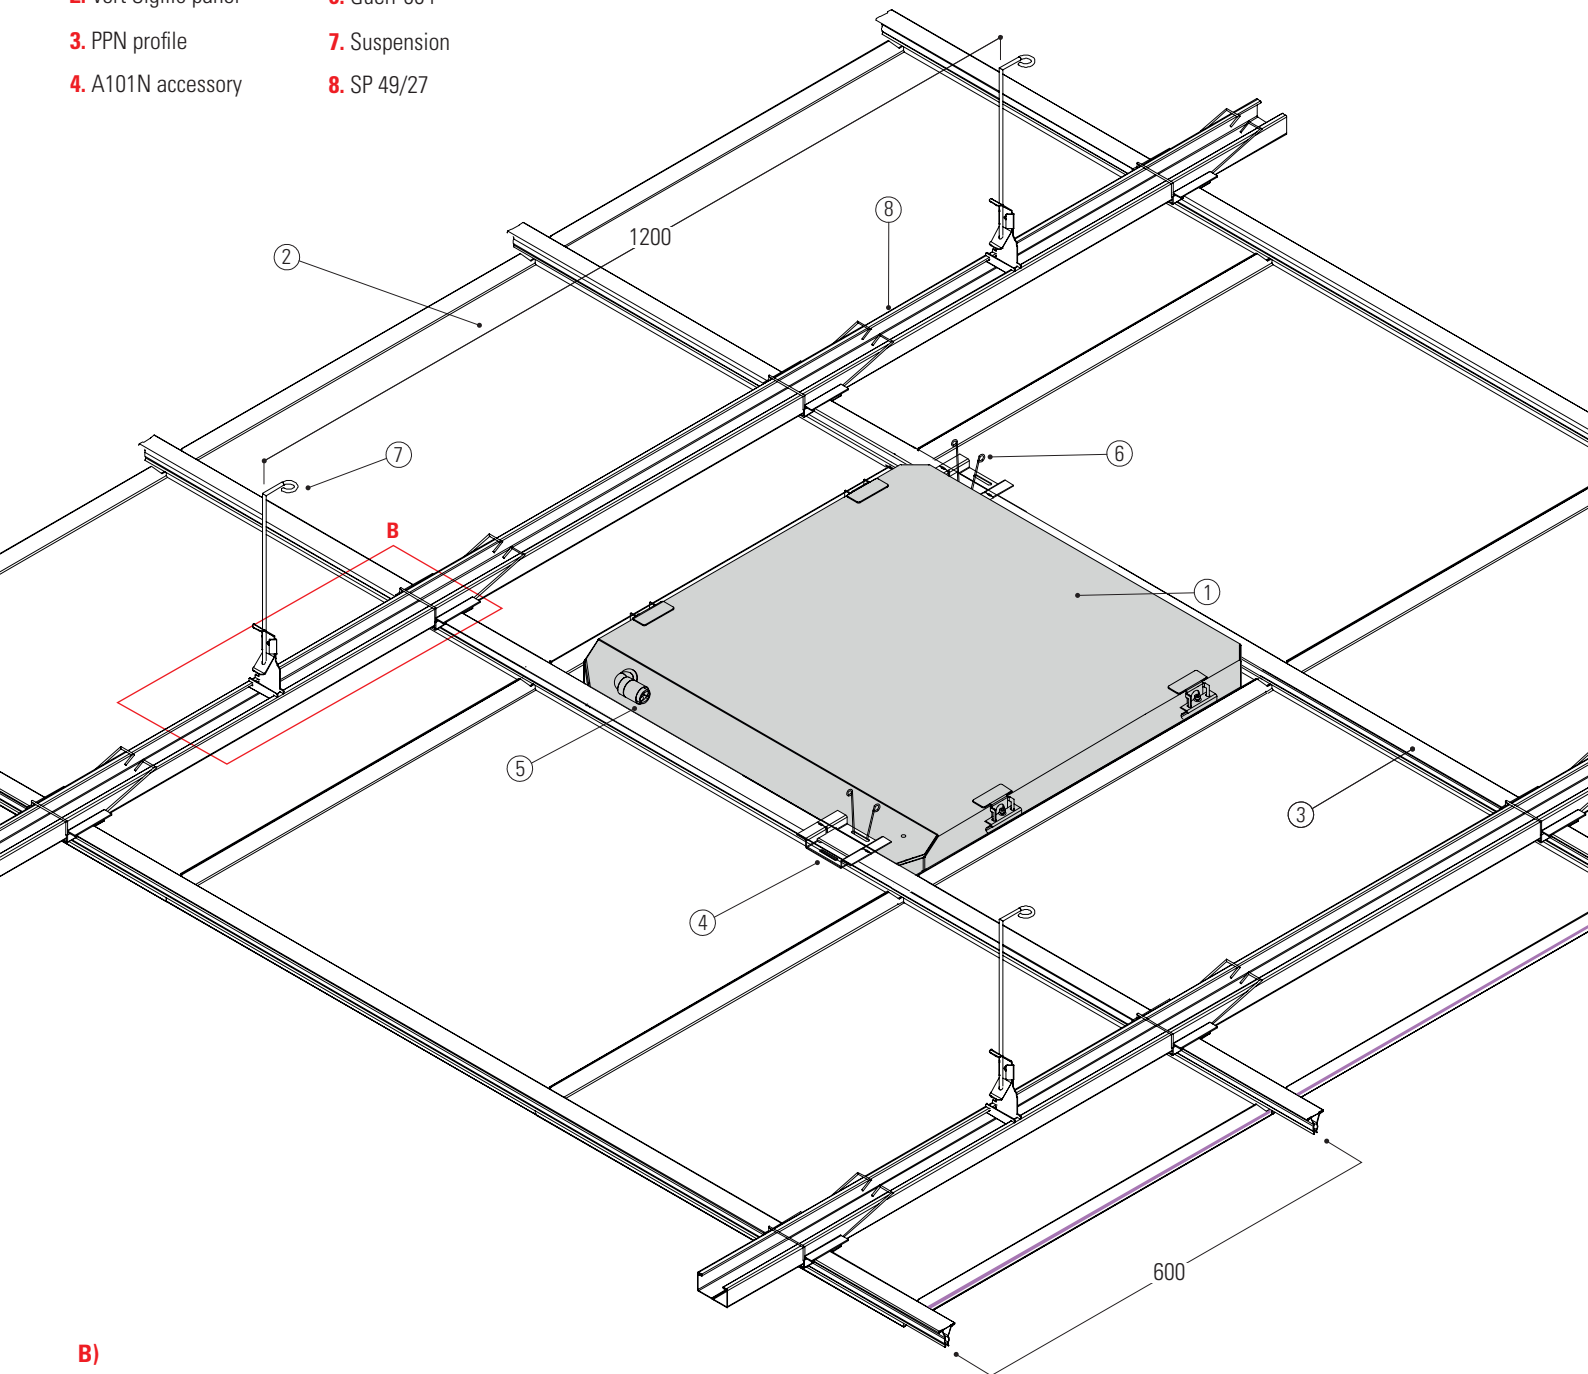 3. PPN profile
4. A101N accessory
7. Suspension
8. SP 49/27
1200
2
8
7
6
B
1
5
3
4
600
B)